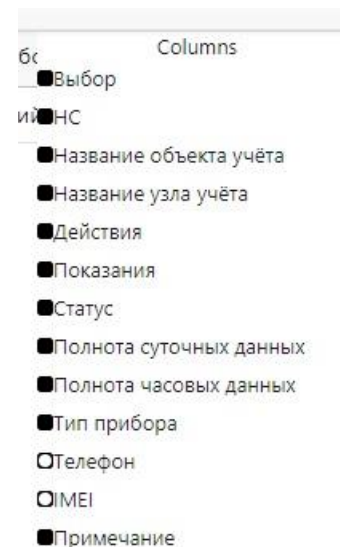 Columns
Выбор
НС
Название объекта учёта
Название узла учёта
Действия
Показания
Статус
Полнота суточных данных
Полнота часовых данных
Тип прибора
Телефон
IMEI
Примечание